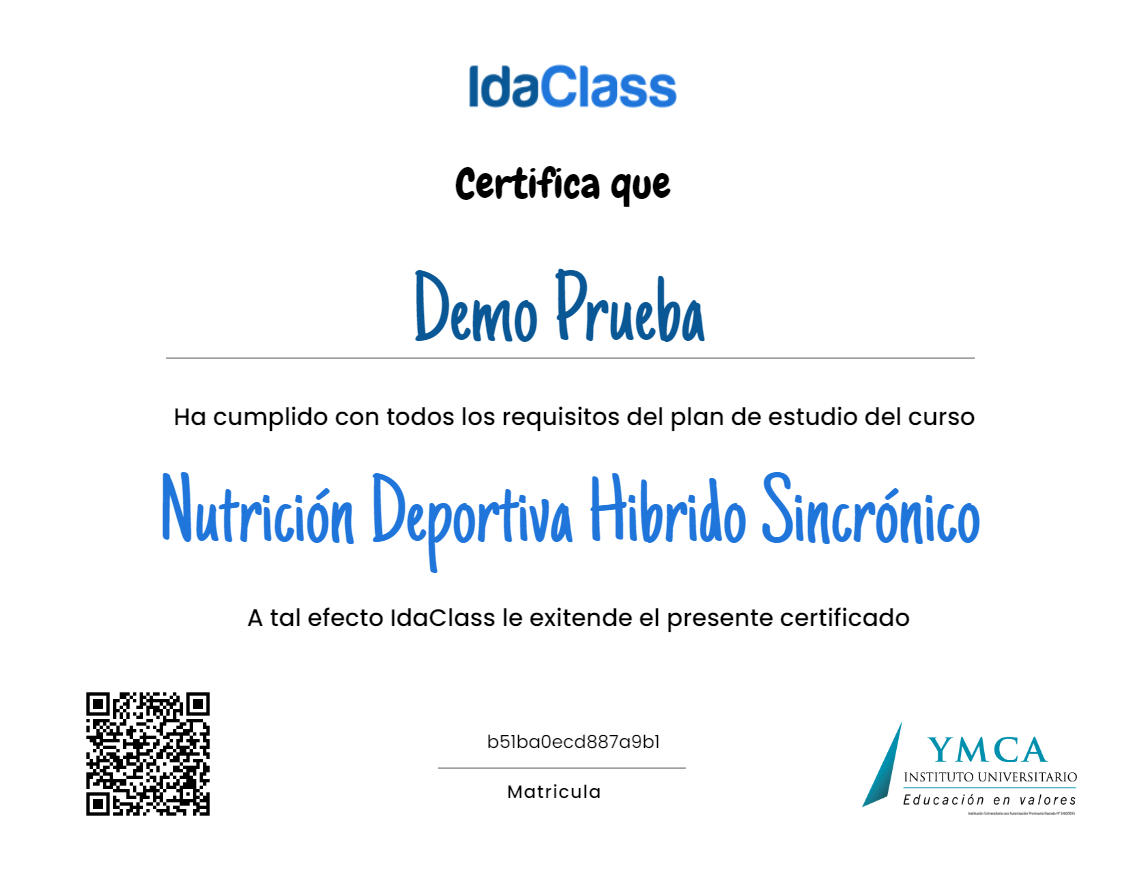 IdaClass
Certifica que
Demo Prueba
Ha cumplido con todos los requisitos del plan de estudio del curso
Nutrición Deportiva Hibrido Sincrónico
A tal efecto IdaClass le exitende el presente certificado
b51ba0ecd887a9b1
Matricula
YMCA
INSTITUTO UNIVERSITARIO
Educación en valores